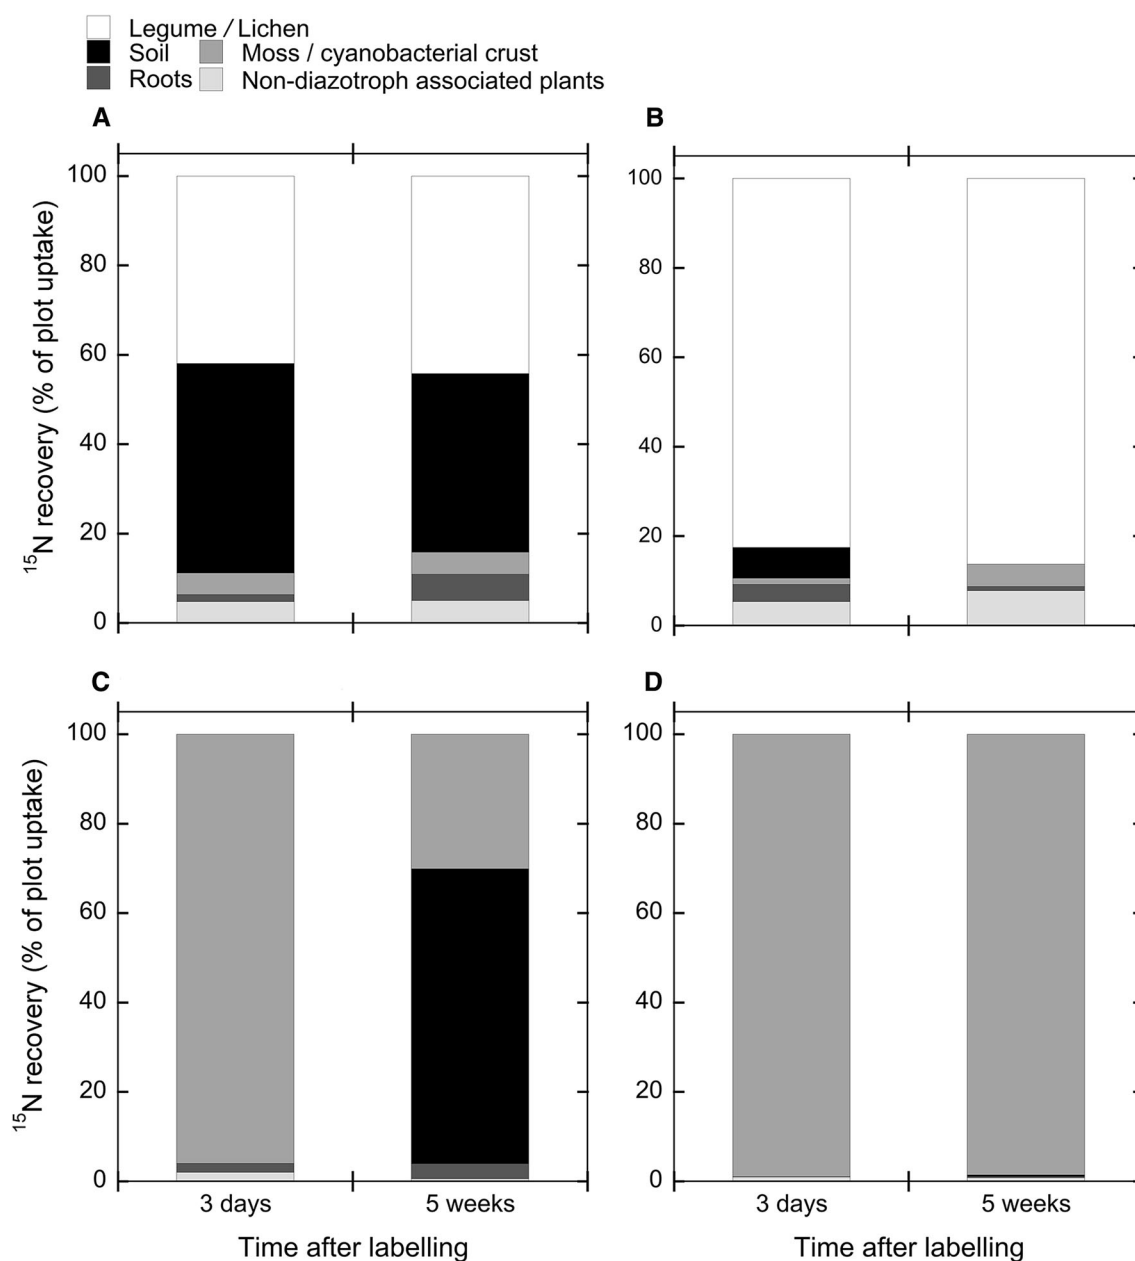 Legume / Lichen
Soil Moss / cyanobacterial crust
Roots Non-diazotroph associated plants
A B
100 100
80 80
60 60
40 40
20 20
0 0
15N recovery (% of plot uptake)
C D
100 100
80 80
60 60
40 40
20 20
0 0
15N recovery (% of plot uptake)
3 days 5 weeks 3 days 5 weeks
Time after labelling Time after labelling